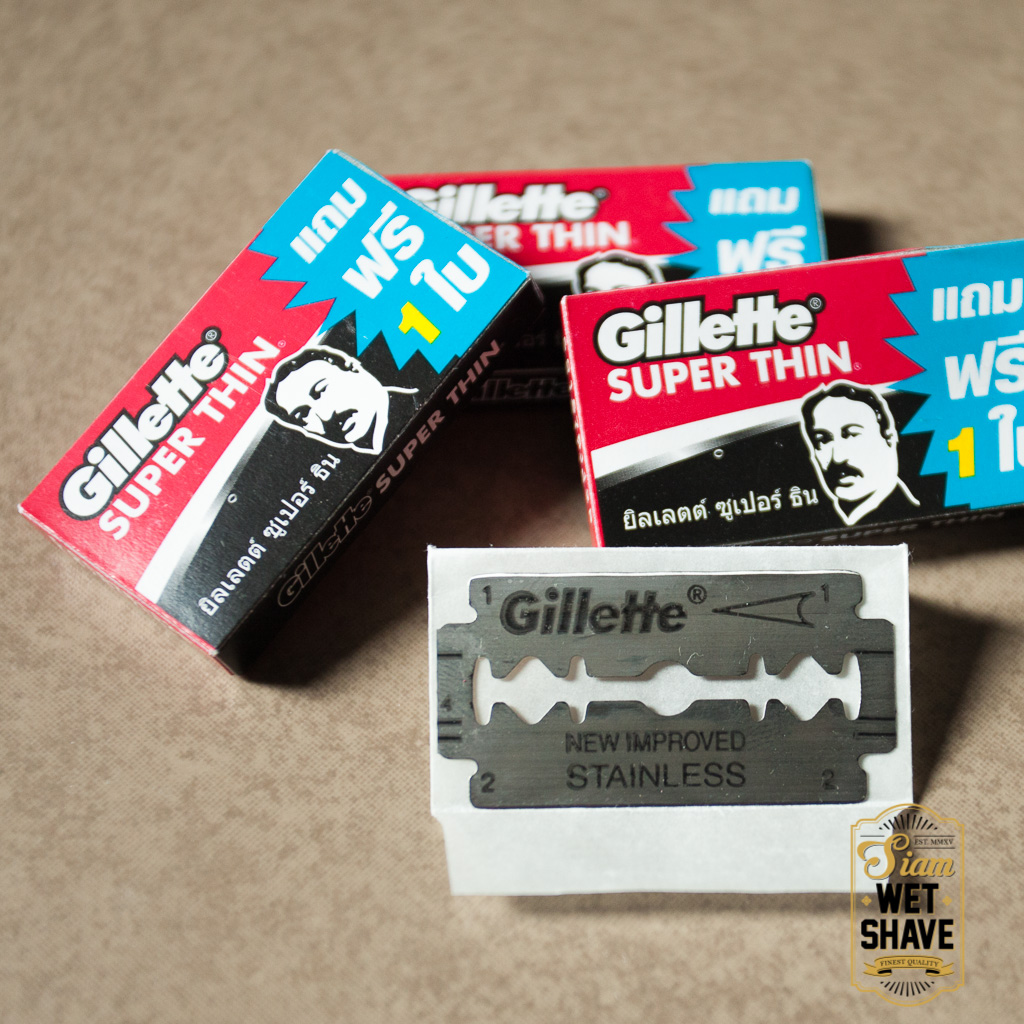 แถม
ฟรี
1 ใบ
Gillette®
SUPER THIN
ยิลเลตต์ ซูเปอร์ ธิน
Gillette SUPER THIN
Gillette®
SUPER THIN
แถม
ฟรี
Gillette
Gillette®
SUPER THIN®
แถม
ฟรี
1
ยิลเลตต์ ซูเปอร์ ธิน
SUPER THIN
1 Gillette® 1
4
NEW IMPROVED
STAINLESS
2 2
EST. MMXV
Siam
WET
SHAVE
FINEST QUALITY